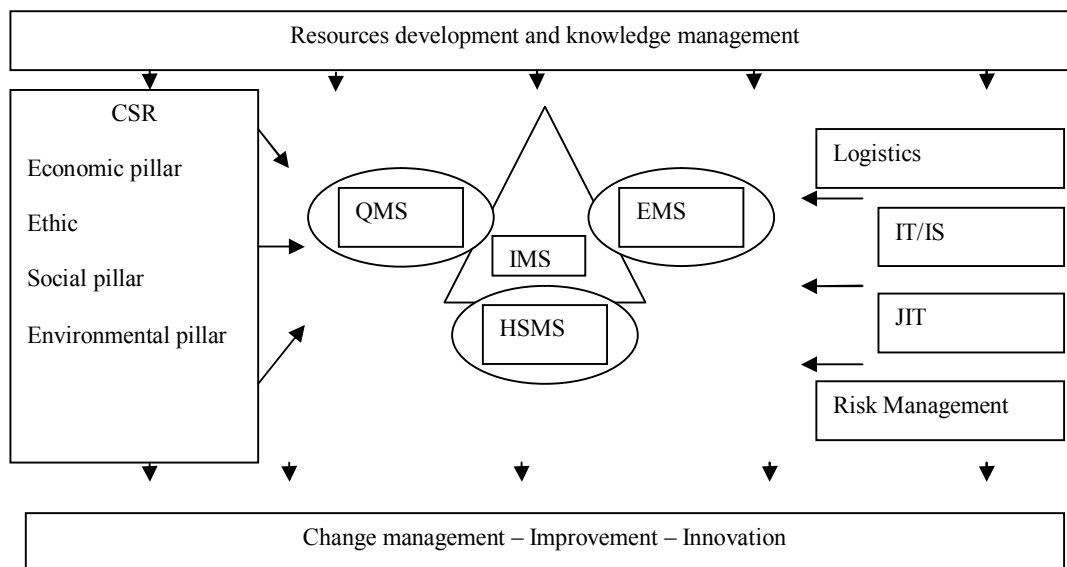 Resources development and knowledge management
CSR
Economic pillar
Ethic
Social pillar
Environmental pillar
QMS
EMS
IMS
HSMS
Logistics
IT/IS
JIT
Risk Management
Change management – Improvement – Innovation